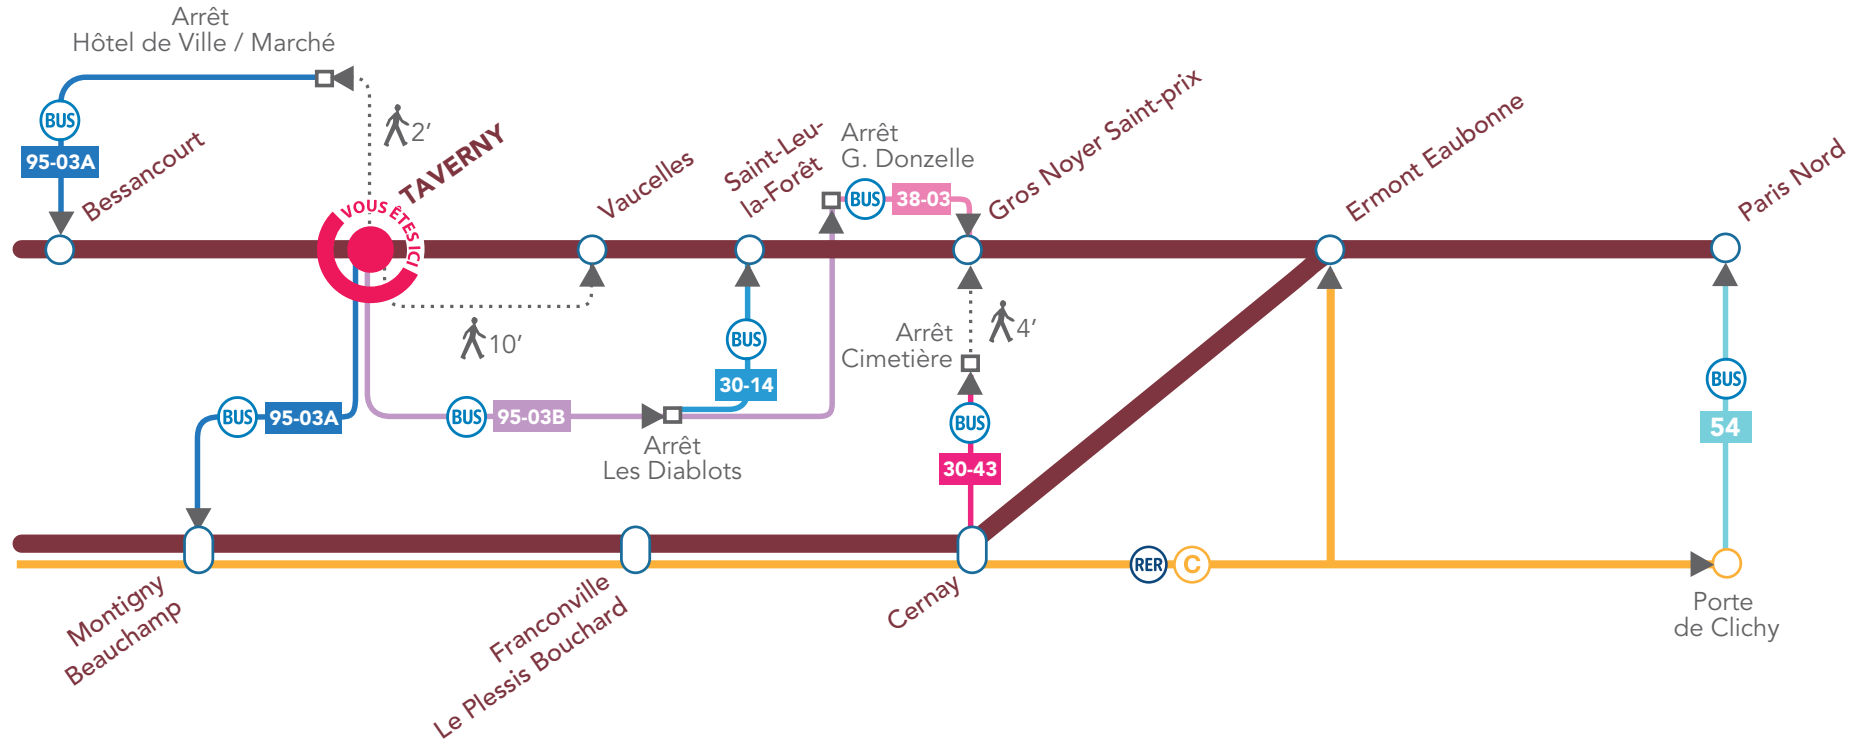 Arrêt
Hôtel de Ville / Marché
BUS
95-03A
Bessancourt
2’
TAVERNY
VOUS ÊTES ICI
Vaucelles
Saint-Leu-
la-Forêt
Arrêt
G. Donzelle
BUS
38-03
Gros Noyer Saint-prix
Ermont Eaubonne
Paris Nord
10’
BUS
30-14
Arrêt
Cimetière
4’
BUS
95-03A
BUS
95-03B
Arrêt
Les Diablots
BUS
30-43
BUS
54
RER
C
Montigny
Beauchamp
Franconville
Le Plessis Bouchard
Cernay
Porte
de Clichy